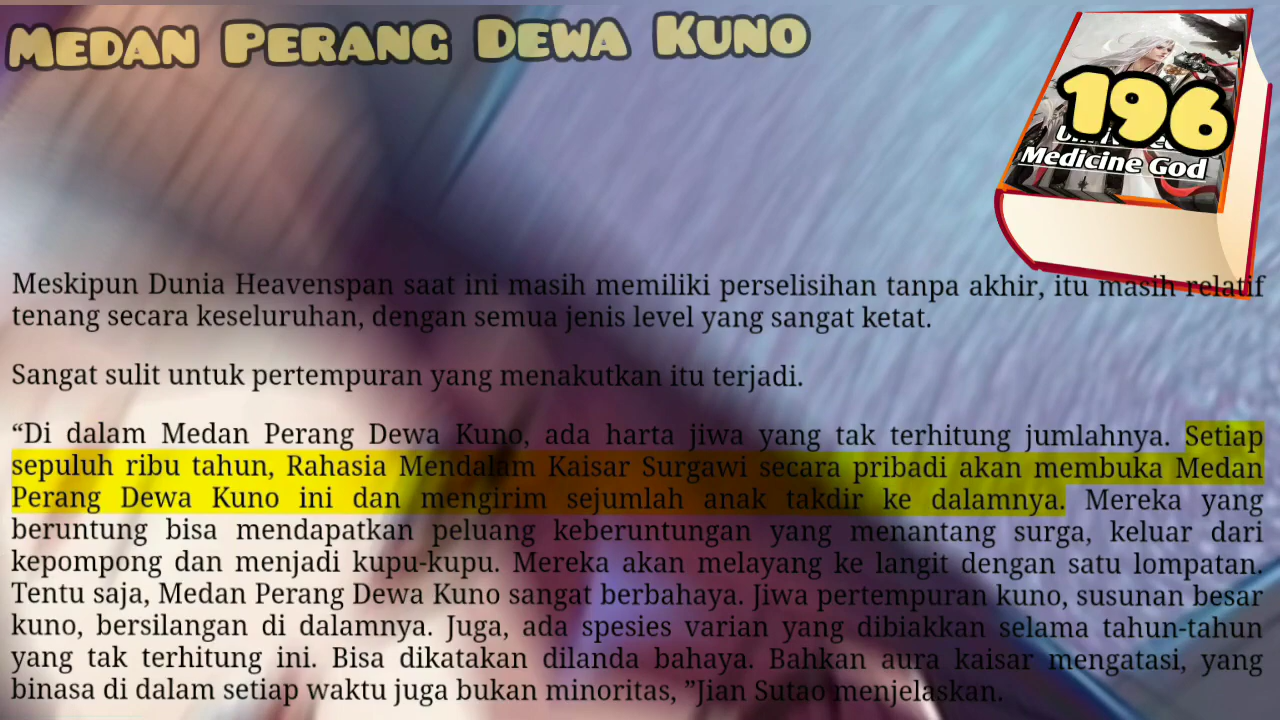 Medan Perang Dewa Kuno
196
Medicine God
Meskipun Dunia Heavenspan saat ini masih memiliki perselisihan tanpa akhir, itu masih relatif
tenang secara keseluruhan, dengan semua jenis level yang sangat ketat.
Sangat sulit untuk pertempuran yang menakutkan itu terjadi.
“Di dalam Medan Perang Dewa Kuno, ada harta jiwa yang tak terhitung jumlahnya. Setiap
sepuluh ribu tahun, Rahasia Mendalam Kaisar Surgawi secara pribadi akan membuka Medan
Perang Dewa Kuno ini dan mengirim sejumlah anak takdir ke dalamnya. Mereka yang
beruntung bisa mendapatkan peluang keberuntungan yang menantang surga, keluar dari
kepompong dan menjadi kupu-kupu. Mereka akan melayang ke langit dengan satu lompatan.
Tentu saja, Medan Perang Dewa Kuno sangat berbahaya. Jiwa pertempuran kuno, susunan besar
kuno, bersilangan di dalamnya. Juga, ada spesies varian yang dibiakkan selama tahun-tahun
yang tak terhitung ini. Bisa dikatakan dilanda bahaya. Bahkan aura kaisar mengatasi, yang
binasa di dalam setiap waktu juga bukan minoritas, ”Jian Sutao menjelaskan.